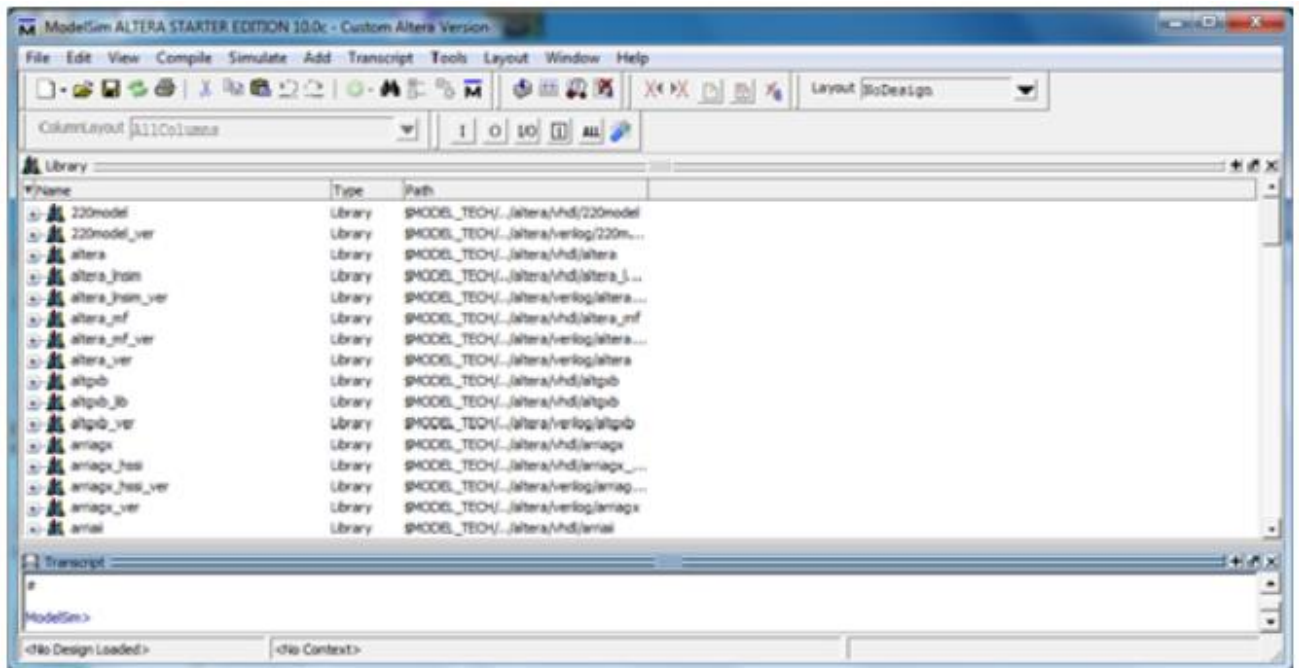 ModelSim ALTERA STARTER EDITION 10.0c - Custom Altera Version
File Edit View Compile Simulate Add Transcript Tools Layout Window Help
Layout NoDesign
ColumnLayout AllColumns
I O I/O ALL
Library
Name Type Path
220model Library $MODEL_TECH/../altera/vhdl/220model
220model_ver Library $MODEL_TECH/../altera/verilog/220m...
altera Library $MODEL_TECH/../altera/vhdl/altera
altera_lnsim Library $MODEL_TECH/../altera/vhdl/altera_l...
altera_lnsim_ver Library $MODEL_TECH/../altera/verilog/altera...
altera_mf Library $MODEL_TECH/../altera/vhdl/altera_mf
altera_mf_ver Library $MODEL_TECH/../altera/verilog/altera...
altera_ver Library $MODEL_TECH/../altera/verilog/altera
altgxb Library $MODEL_TECH/../altera/vhdl/altgxb
altgxb_lib Library $MODEL_TECH/../altera/vhdl/altgxb
altgxb_ver Library $MODEL_TECH/../altera/verilog/altgxb
arriagx Library $MODEL_TECH/../altera/vhdl/arriagx
arriagx_hssi Library $MODEL_TECH/../altera/vhdl/arriagx_...
arriagx_hssi_ver Library $MODEL_TECH/../altera/verilog/arriag...
arriagx_ver Library $MODEL_TECH/../altera/verilog/arriagx
arriaii Library $MODEL_TECH/../altera/vhdl/arriaii
Transcript
#
ModelSim>
<No Design Loaded> <No Context>